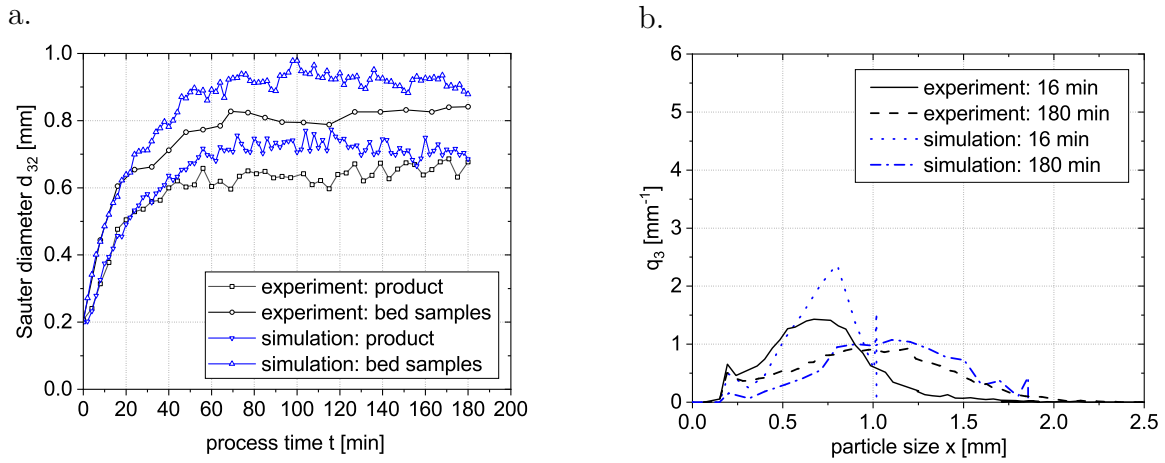 a.
Sauter diameter d32 [mm]
1.0
0.8
0.6
0.4
0.2
0.0
experiment: product
experiment: bed samples
simulation: product
simulation: bed samples
0 20 40 60 80 100 120 140 160 180 200
process time t [min]
b.
q3 [mm-1]
6
5
4
3
2
1
0
experiment: 16 min
experiment: 180 min
simulation: 16 min
simulation: 180 min
0.0 0.5 1.0 1.5 2.0 2.5
particle size x [mm]